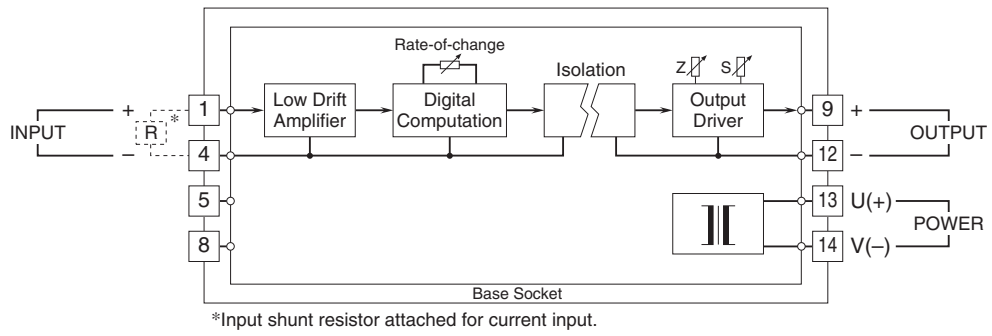 Rate-of-change
Isolation
Z S
Low Drift
Amplifier
Digital
Computation
Output
Driver
INPUT
+
–
R
*
1
4
5
8
9 +
12 –
OUTPUT
13 U(+)
14 V(–)
POWER
Base Socket
*Input shunt resistor attached for current input.